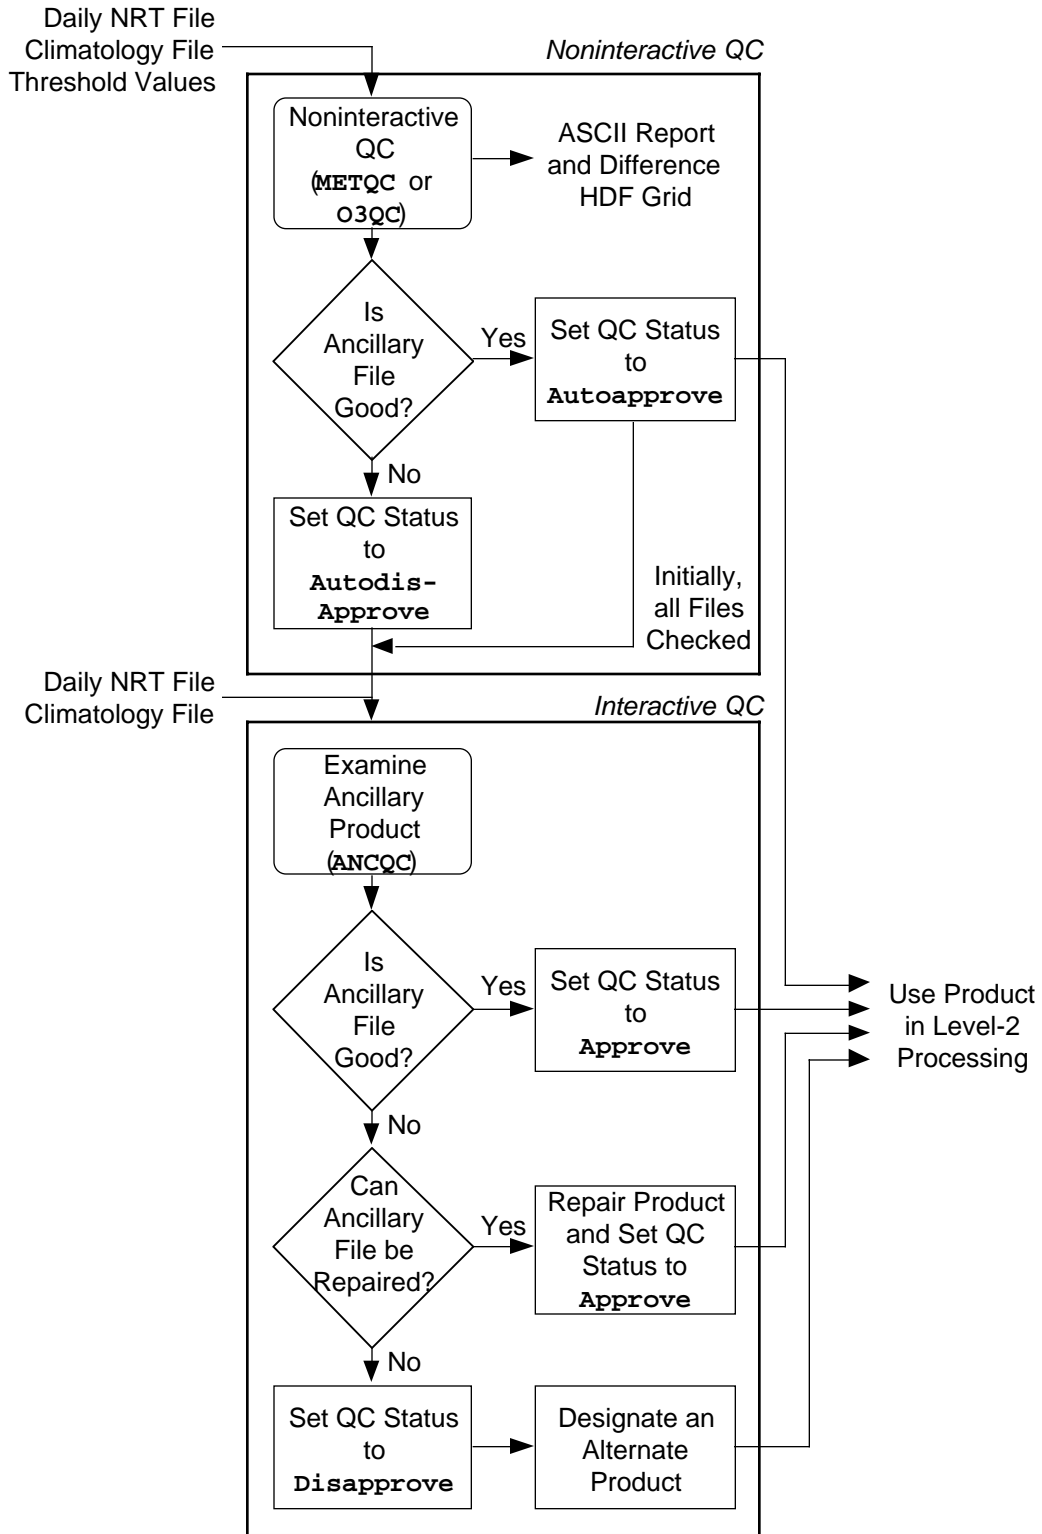 Daily NRT File
Climatology File
Threshold Values
Noninteractive QC
Noninteractive
QC
(METQC or
O3QC)
ASCII Report
and Difference
HDF Grid
Is
Ancillary
File
Good?
Yes
Set QC Status
to
Autoapprove
No
Set QC Status
to
Autodis-
Approve
Initially,
all Files
Checked
Daily NRT File
Climatology File
Interactive QC
Examine
Ancillary
Product
(ANCQC)
Is
Ancillary
File
Good?
Yes
Set QC Status
to
Approve
Use Product
in Level-2
Processing
No
Can
Ancillary
File be
Repaired?
Yes
Repair Product
and Set QC
Status to
Approve
No
Set QC Status
to
Disapprove
Designate an
Alternate
Product